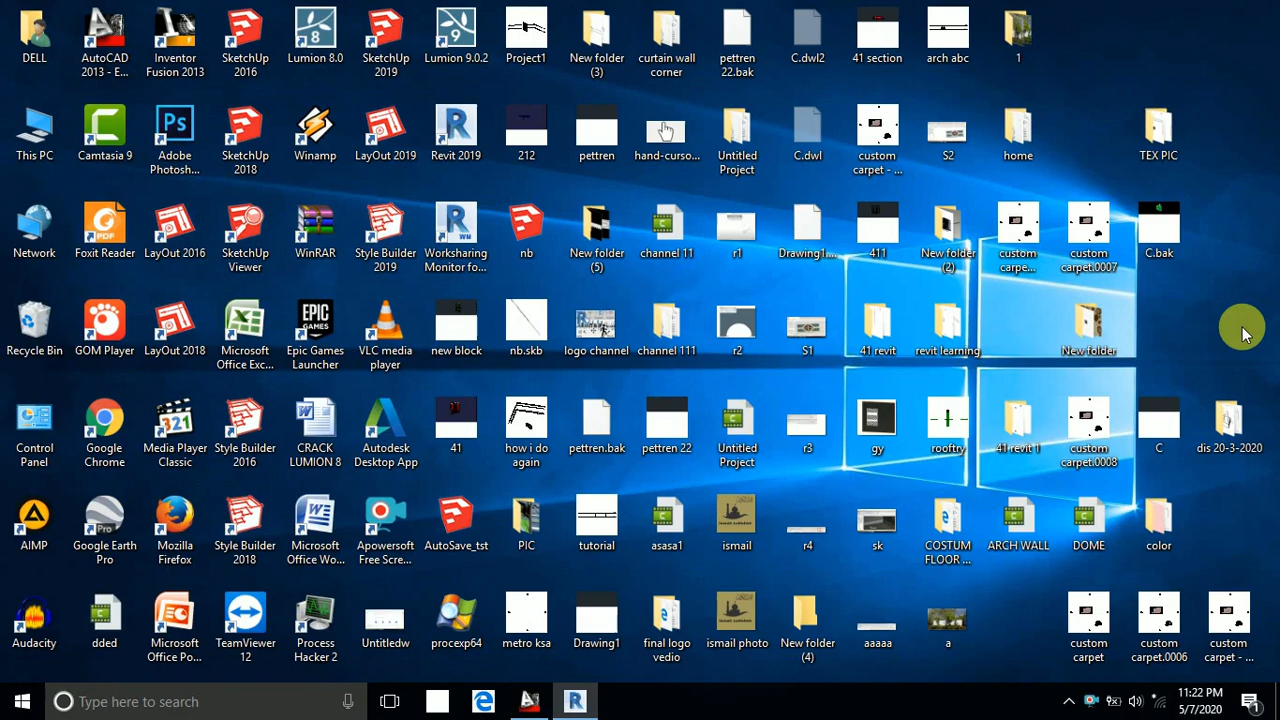 DELL
AutoCAD
2013 - E...
Inventor
Fusion 2013
SketchUp
2016
Lumion 8.0
SketchUp
2019
Lumion 9.0.2
Project1
New folder
(3)
curtain wall
corner
pettren
22.bak
C.dwl2
41 section
arch abc
1
This PC
Camtasia 9
Adobe
Photosh...
SketchUp
2018
Winamp
LayOut 2019
Revit 2019
212
pettren
hand-curso...
Untitled
Project
C.dwl
custom
carpet - ...
S2
home
TEX PIC
Network
Foxit Reader
LayOut 2016
SketchUp
Viewer
WinRAR
Style Builder
2019
Worksharing
Monitor fo...
nb
New folder
(5)
channel 11
r1
Drawing1....
411
New folder
(2)
custom
carpe...
custom
carpet.0007
C.bak
Recycle Bin
GOM Player
LayOut 2018
Microsoft
Office Exc...
Epic Games
Launcher
VLC media
player
new block
nb.skb
logo channel
channel 111
r2
S1
41 revit
revit learning
New folder
Control
Panel
Google
Chrome
Media Player
Classic
Style Builder
2016
CRACK
LUMION 8
Autodesk
Desktop App
41
how i do
again
pettren.bak
pettren 22
Untitled
Project
r3
gy
rooftry
41 revit 1
custom
carpet.0008
C
dis 20-3-2020
AIMP
Google Earth
Pro
Mozilla
Firefox
Style Builder
2018
Microsoft
Office Wo...
Apowersoft
Free Scre...
AutoSave_tst
PIC
tutorial
asasa1
ismail
r4
sk
COSTUM
FLOOR ...
ARCH WALL
DOME
color
Audacity
dded
Microsoft
Office Po...
TeamViewer
12
Process
Hacker 2
Untitledw
procexp64
metro ksa
Drawing1
final logo
vedio
ismail photo
New folder
(4)
aaaaa
a
custom
carpet
custom
carpet.0006
custom
carpet - ...
Type here to search
11:22 PM
5/7/2020